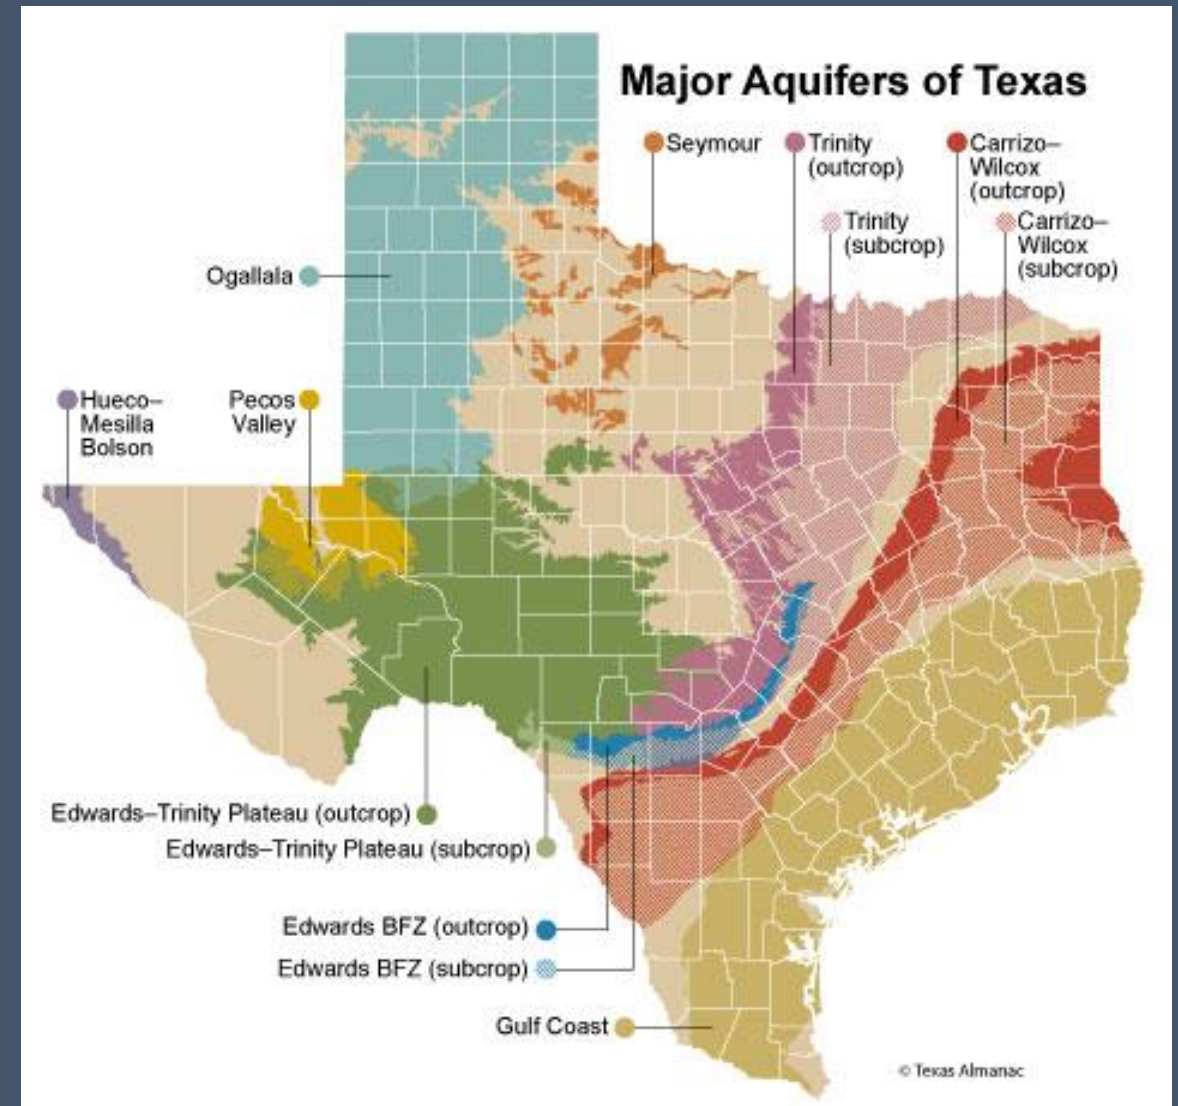 Major Aquifers of Texas
Seymour
Trinity
(outcrop)
Carrizo–
Wilcox
(outcrop)
Trinity
(subcrop)
Carrizo–
Wilcox
(subcrop)
Ogallala
Hueco–
Mesilla
Bolson
Pecos
Valley
Edwards–Trinity Plateau (outcrop)
Edwards–Trinity Plateau (subcrop)
Edwards BFZ (outcrop)
Edwards BFZ (subcrop)
Gulf Coast
© Texas Almanac